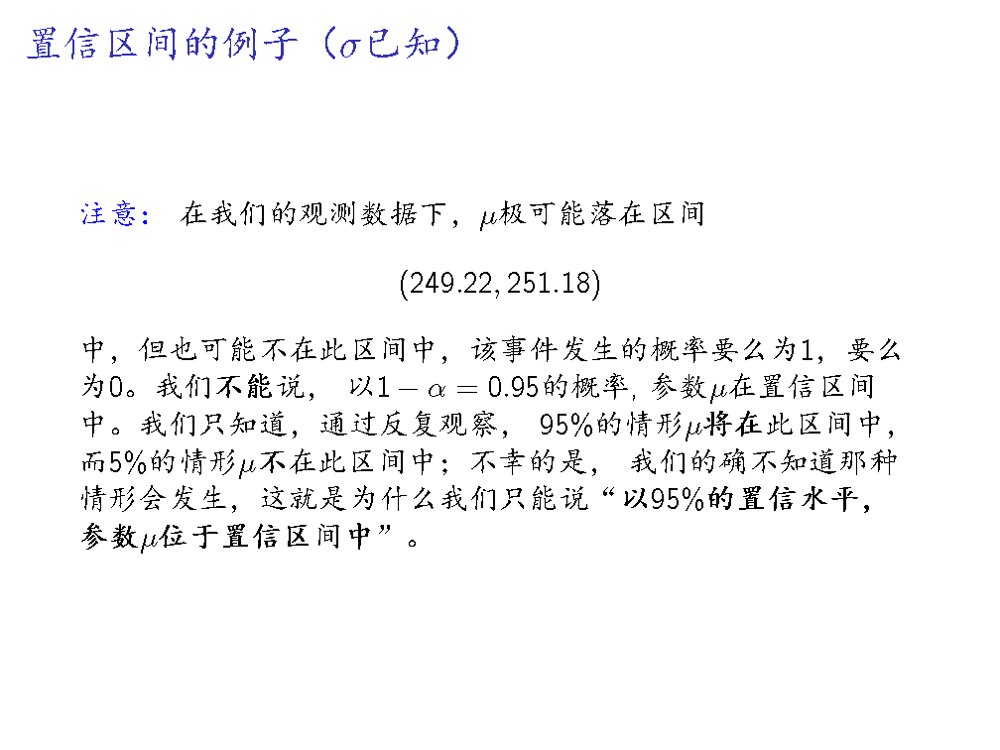 置信区间的例子（σ已知）
注意： 在我们的观测数据下，μ极可能落在区间
(249.22, 251.18)
中，但也可能不在此区间中，该事件发生的概率要么为1，要么
为0。我们不能说， 以1 − α = 0.95的概率, 参数μ在置信区间
中。我们只知道，通过反复观察， 95%的情形μ将在此区间中，
而5%的情形μ不在此区间中；不幸的是， 我们的确不知道那种
情形会发生，这就是为什么我们只能说“以95%的置信水平，
参数μ位于置信区间中”。